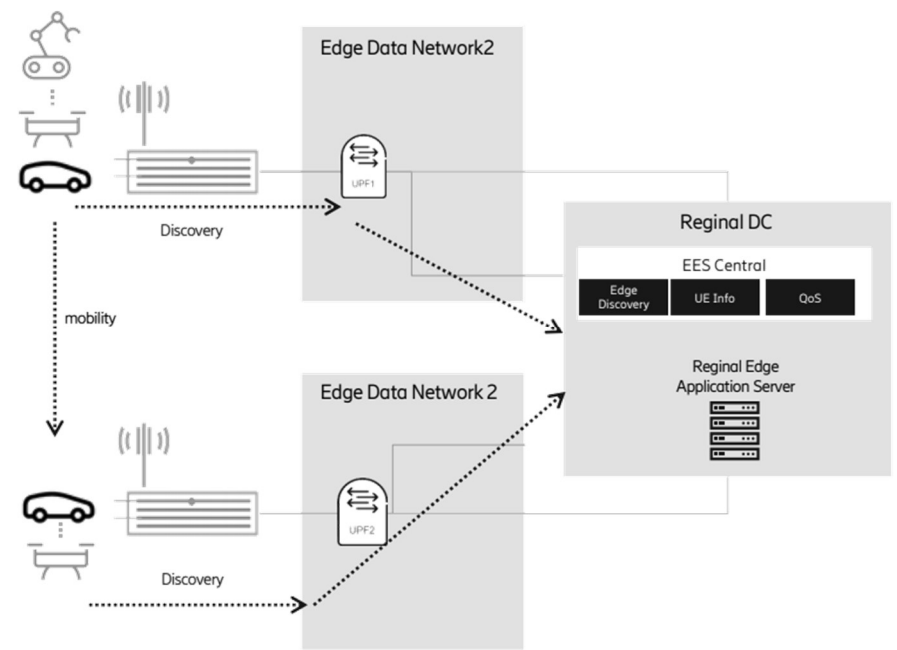 Edge Data Network2
UPF1
Discovery
Reginal DC
EES Central
Edge
Discovery
UE Info
QoS
mobility
Reginal Edge
Application Server
Edge Data Network 2
UPF2
Discovery